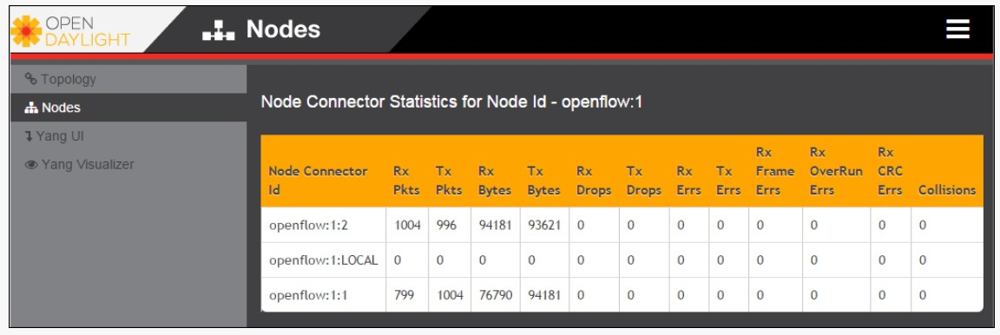 OPEN
DAYLIGHT
Nodes
Topology
Nodes
Yang UI
Yang Visualizer
Node Connector Statistics for Node Id - openflow:1
Node Connector Id Rx Pkts Tx Pkts Rx Bytes Tx Bytes Rx Drops Tx Drops Rx Errs Tx Errs Rx Frame Errs Rx OverRun Errs Rx CRC Errs Collisions
openflow:1:2 1004 996 94181 93621 0 0 0 0 0 0 0 0
openflow:1:LOCAL 0 0 0 0 0 0 0 0 0 0 0 0
openflow:1:1 799 1004 76790 94181 0 0 0 0 0 0 0 0